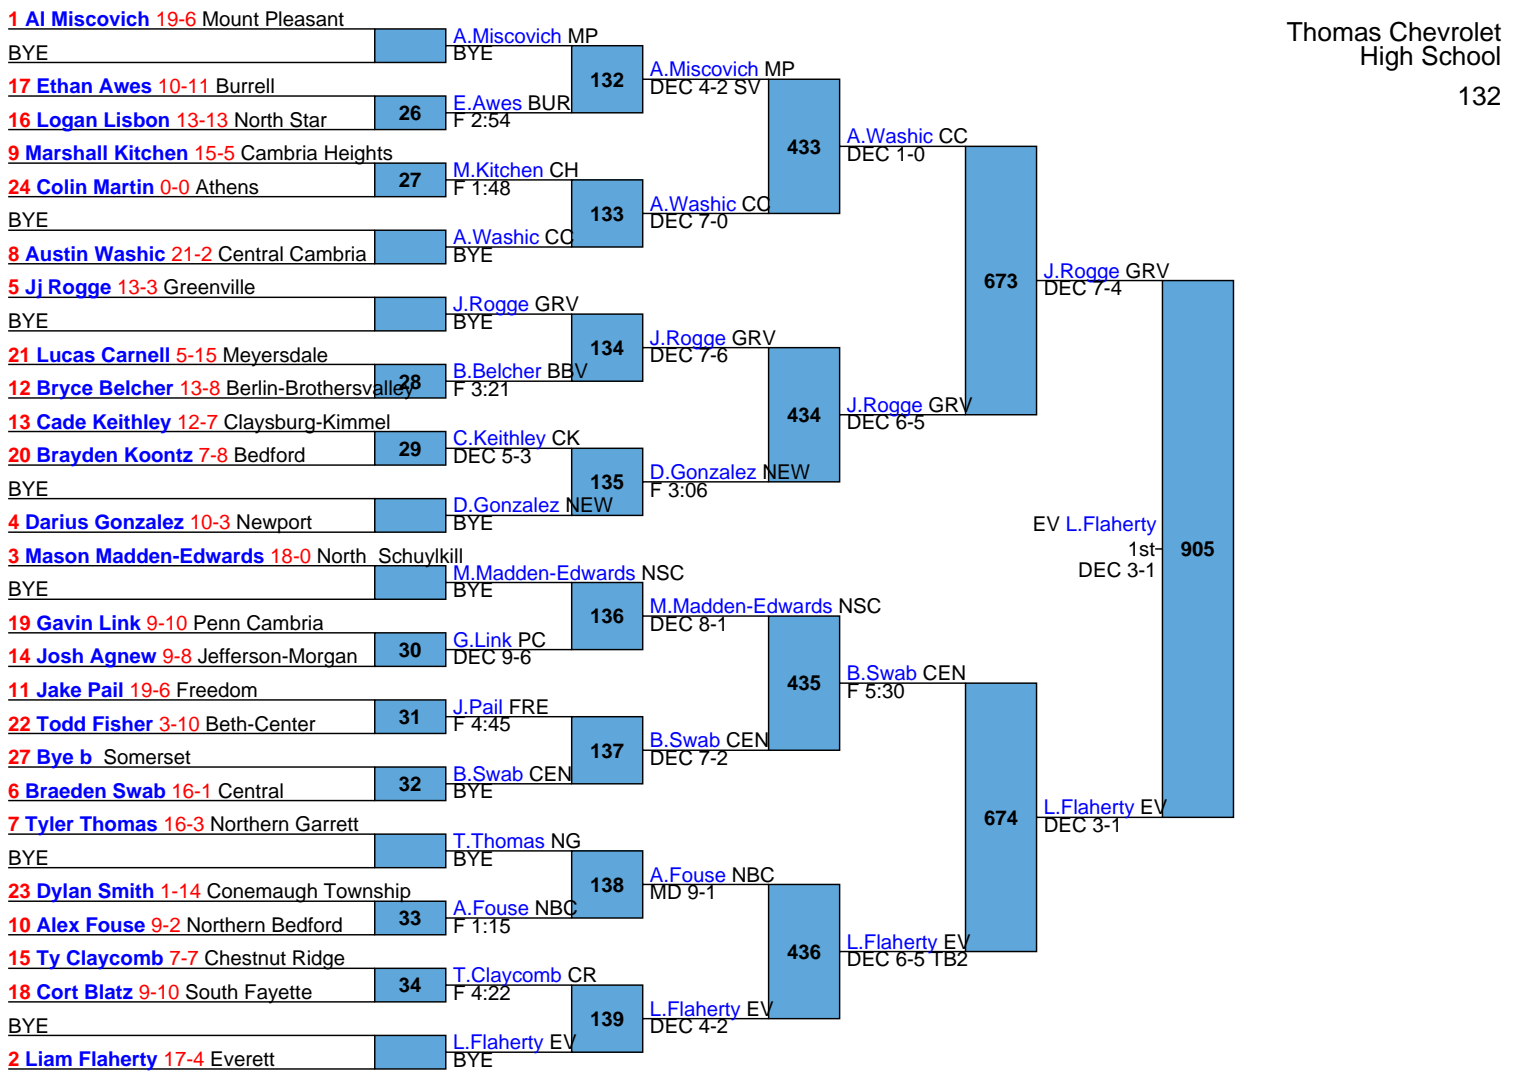 Thomas Chevrolet
High School
132
1 Al Miscovich 19-6 Mount Pleasant
BYE
17 Ethan Awes 10-11 Burrell
16 Logan Lisbon 13-13 North Star
9 Marshall Kitchen 15-5 Cambria Heights
24 Colin Martin 0-0 Athens
BYE
8 Austin Washic 21-2 Central Cambria
5 Jj Rogge 13-3 Greenville
BYE
21 Lucas Carnell 5-15 Meyersdale
12 Bryce Belcher 13-8 Berlin-Brothersvalley
13 Cade Keithley 12-7 Claysburg-Kimmel
20 Brayden Koontz 7-8 Bedford
BYE
4 Darius Gonzalez 10-3 Newport
3 Mason Madden-Edwards 18-0 North Schuylkill
BYE
19 Gavin Link 9-10 Penn Cambria
14 Josh Agnew 9-8 Jefferson-Morgan
11 Jake Pail 19-6 Freedom
22 Todd Fisher 3-10 Beth-Center
27 Bye b Somerset
6 Braeden Swab 16-1 Central
7 Tyler Thomas 16-3 Northern Garrett
BYE
23 Dylan Smith 1-14 Conemaugh Township
10 Alex Fouse 9-2 Northern Bedford
15 Ty Claycomb 7-7 Chestnut Ridge
18 Cort Blatz 9-10 South Fayette
BYE
2 Liam Flaherty 17-4 Everett
26
27
28
29
30
31
32
33
34
A.Miscovich MP
BYE
E.Awes BUR
F 2:54
M.Kitchen CH
F 1:48
A.Washic CC
BYE
J.Rogge GRV
BYE
B.Belcher BBV
F 3:21
C.Keithley CK
DEC 5-3
D.Gonzalez NEW
BYE
M.Madden-Edwards NSC
BYE
G.Link PC
DEC 9-6
J.Pail FRE
F 4:45
B.Swab CEN
BYE
T.Thomas NG
BYE
A.Fouse NBC
F 1:15
T.Claycomb CR
F 4:22
L.Flaherty EV
BYE
132
133
134
135
136
137
138
139
A.Miscovich MP
DEC 4-2 SV
A.Washic CC
DEC 7-0
J.Rogge GRV
DEC 7-6
D.Gonzalez NEW
F 3:06
M.Madden-Edwards NSC
DEC 8-1
B.Swab CEN
DEC 7-2
A.Fouse NBC
MD 9-1
L.Flaherty EV
DEC 4-2
433
434
435
436
A.Washic CC
DEC 1-0
J.Rogge GRV
DEC 6-5
B.Swab CEN
F 5:30
L.Flaherty EV
DEC 6-5 TB2
673
674
J.Rogge GRV
DEC 7-4
L.Flaherty EV
DEC 3-1
EV L.Flaherty
1st
DEC 3-1
905